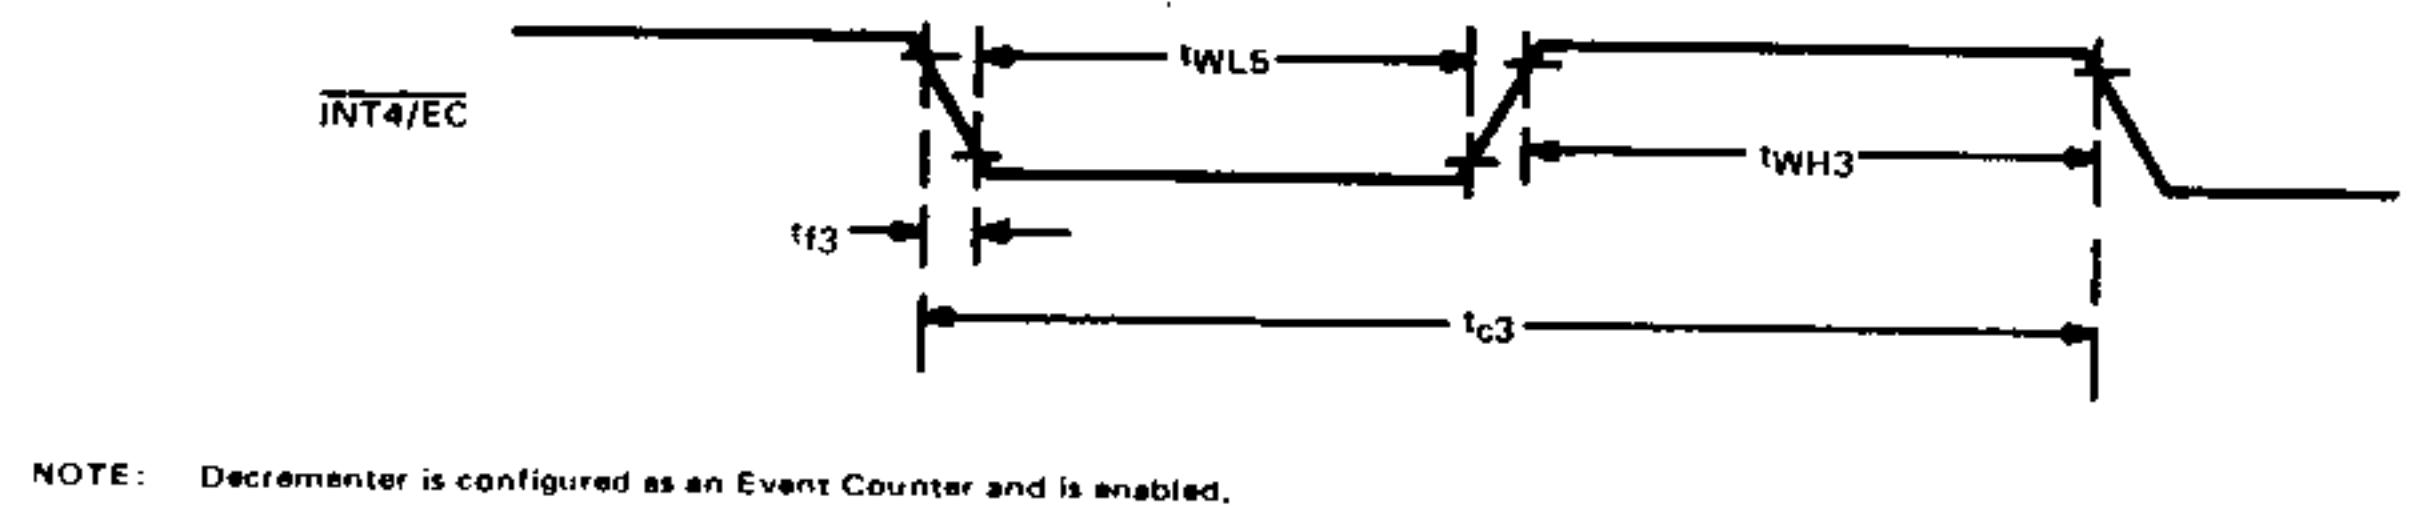 tWL5
INT4/EC
tWH3
tf3
tc3
NOTE: Decrementer is configured as an Event Counter and is enabled.